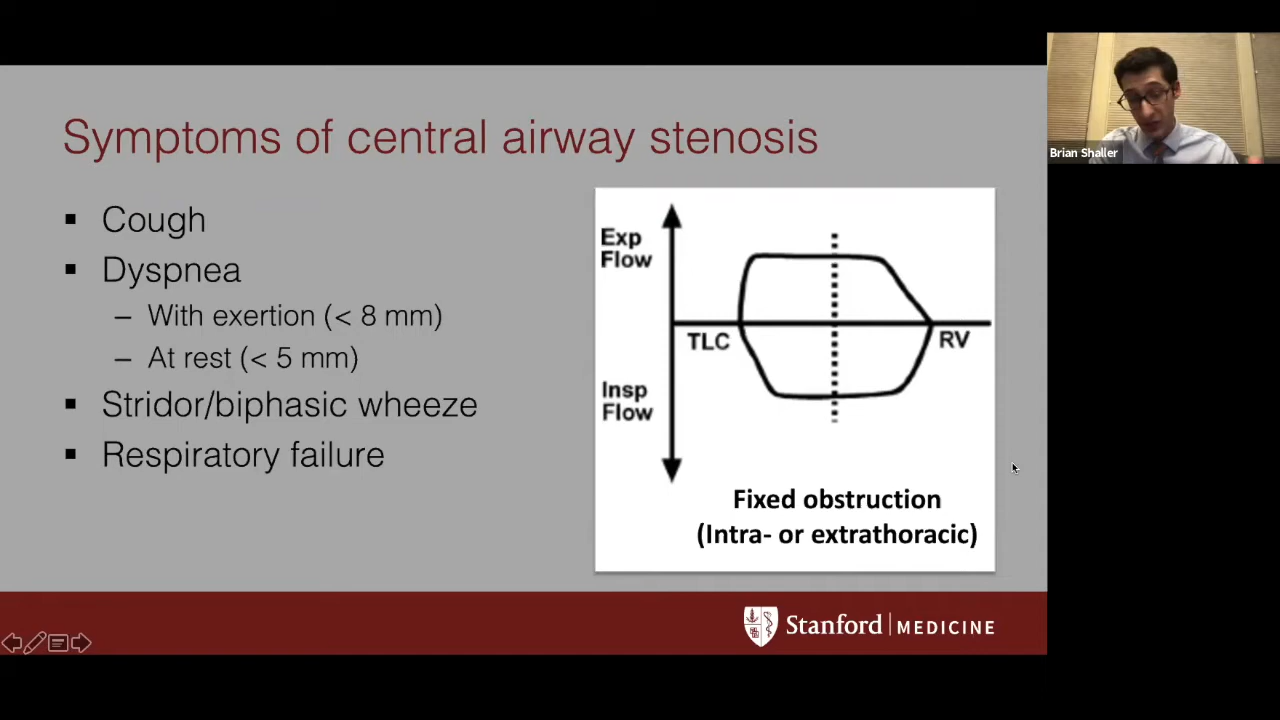 Symptoms of central airway stenosis
▪ Cough
▪ Dyspnea
– With exertion (< 8 mm)
– At rest (< 5 mm)
▪ Stridor/biphasic wheeze
▪ Respiratory failure
Exp
Flow
TLC
RV
Insp
Flow
Fixed obstruction
(Intra- or extrathoracic)
Stanford | MEDICINE
Brian Shaller